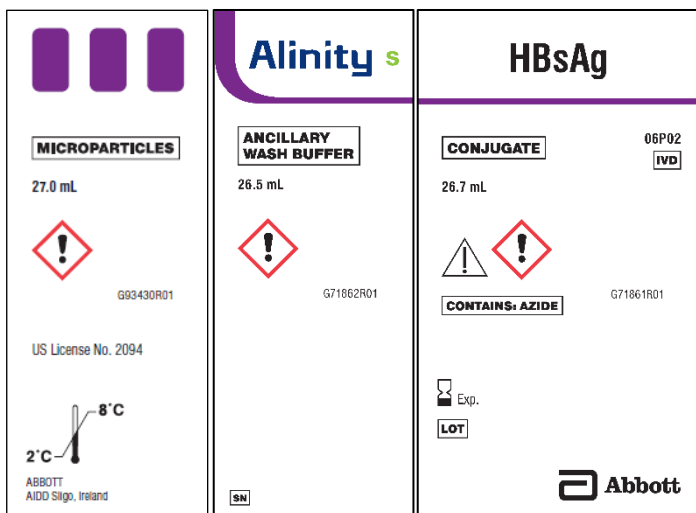 MICROPARTICLES
27.0 mL
G93430R01
US License No. 2094
8°C
2°C
ABBOTT
AIDD Sligo, Ireland
Alinity s
ANCILLARY
WASH BUFFER
26.5 mL
G71862R01
SN
HBsAg
06P02
CONJUGATE
IVD
26.7 mL
CONTAINS: AZIDE
G71861R01
Exp.
LOT
Abbott